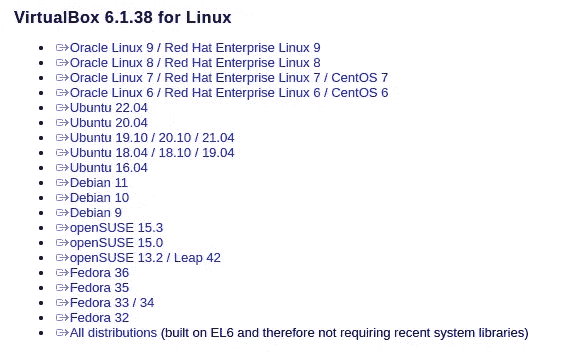 VirtualBox 6.1.38 for Linux
Oracle Linux 9 / Red Hat Enterprise Linux 9
Oracle Linux 8 / Red Hat Enterprise Linux 8
Oracle Linux 7 / Red Hat Enterprise Linux 7 / CentOS 7
Oracle Linux 6 / Red Hat Enterprise Linux 6 / CentOS 6
Ubuntu 22.04
Ubuntu 20.04
Ubuntu 19.10 / 20.10 / 21.04
Ubuntu 18.04 / 18.10 / 19.04
Ubuntu 16.04
Debian 11
Debian 10
Debian 9
openSUSE 15.3
openSUSE 15.0
openSUSE 13.2 / Leap 42
Fedora 36
Fedora 35
Fedora 33 / 34
Fedora 32
All distributions (built on EL6 and therefore not requiring recent system libraries)